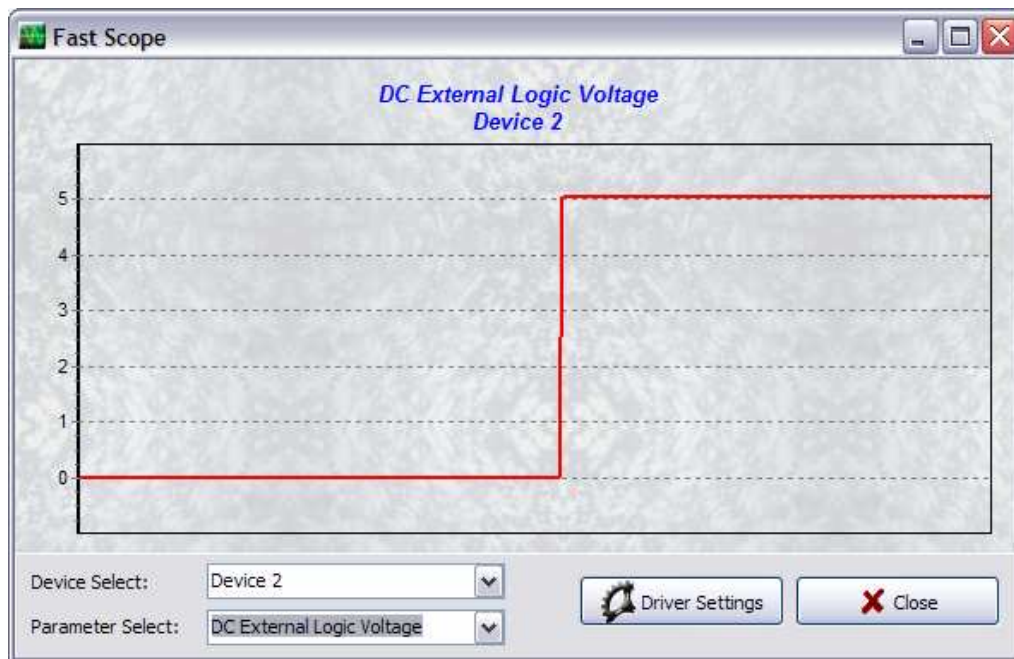 Fast Scope
DC External Logic Voltage
Device 2
5
4
3
2
1
0
Device Select: Device 2
Parameter Select: DC External Logic Voltage
Driver Settings
Close